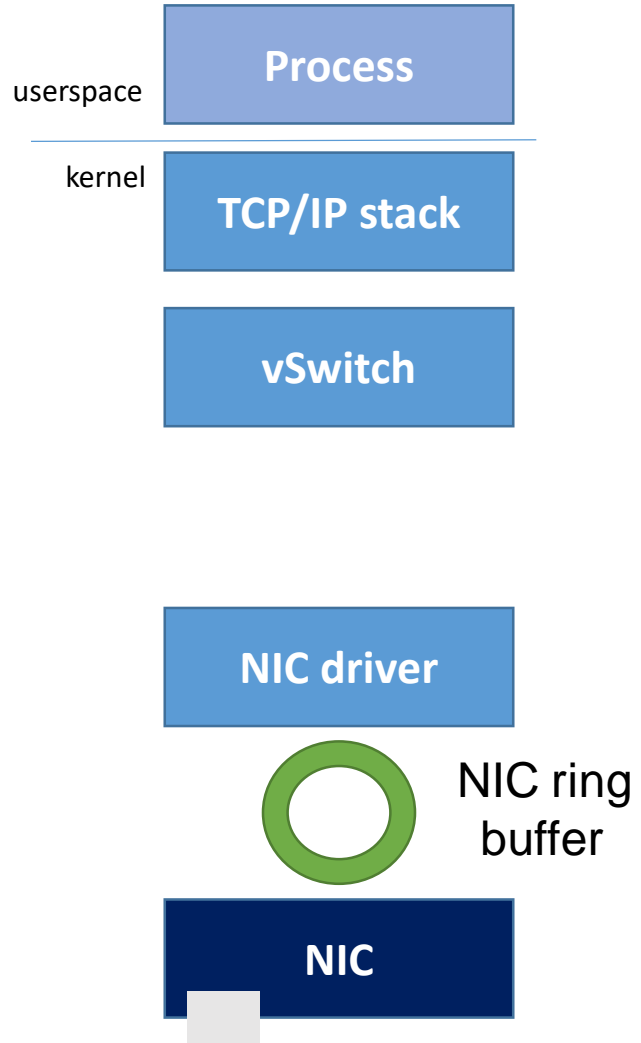 Process
userspace
kernel
TCP/IP stack
vSwitch
NIC driver
NIC ring
buffer
NIC